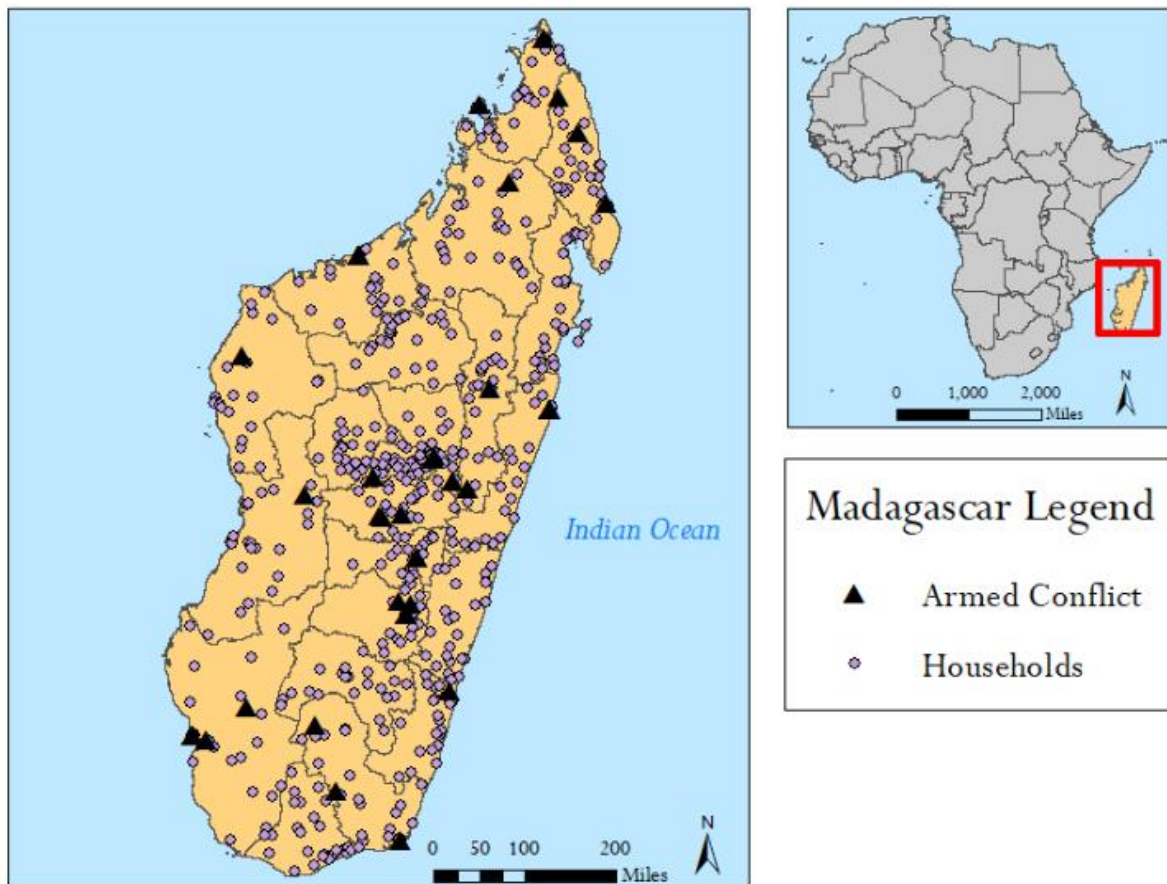 Indian Ocean
N
0 50 100 200
Miles
N
0 1,000 2,000
Miles
Madagascar Legend
Armed Conflict
Households